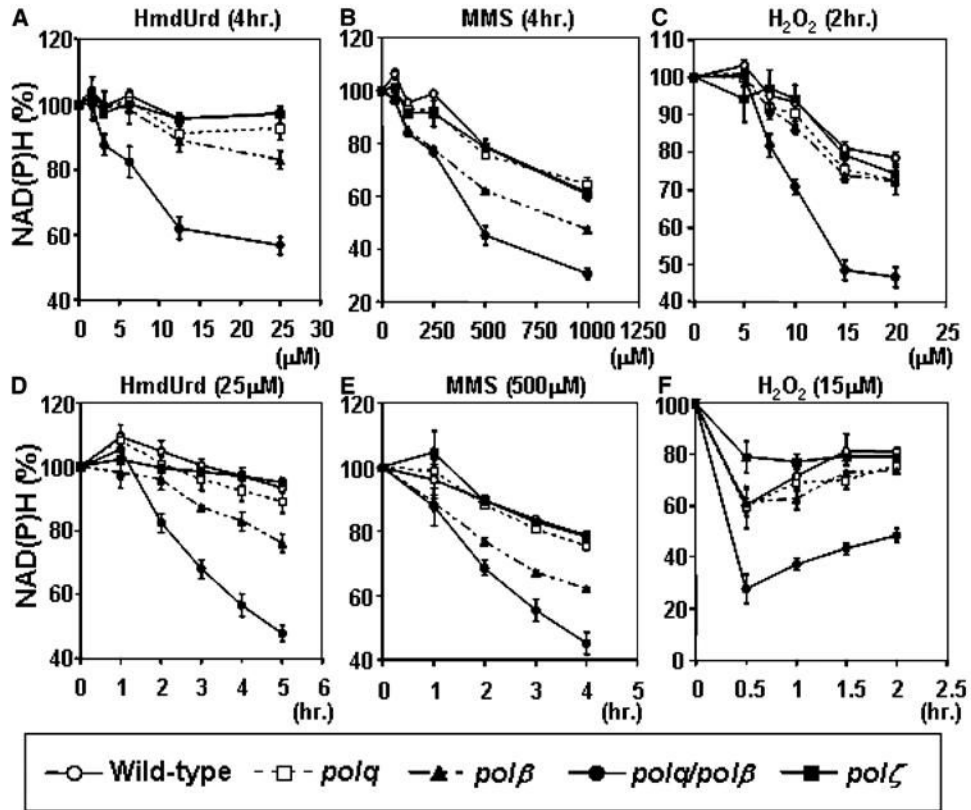 A HmdUrd (4hr.)
B MMS (4hr.)
C H₂O₂ (2hr.)
NAD(P)H (%)
120
100
80
60
40
0 5 10 15 20 25 30
(μM)
120
100
80
60
40
20
0 250 500 750 1000 1250
(μM)
110
100
90
80
70
60
50
40
0 5 10 15 20 25
(μM)
D HmdUrd (25μM)
E MMS (500μM)
F H₂O₂ (15μM)
NAD(P)H (%)
120
100
80
60
40
0 1 2 3 4 5 6
(hr.)
120
100
80
60
40
0 1 2 3 4 5
(hr.)
100
80
60
40
20
0
0 0.5 1 1.5 2 2.5
(hr.)
Wild-type polq polβ polq/polβ polζ